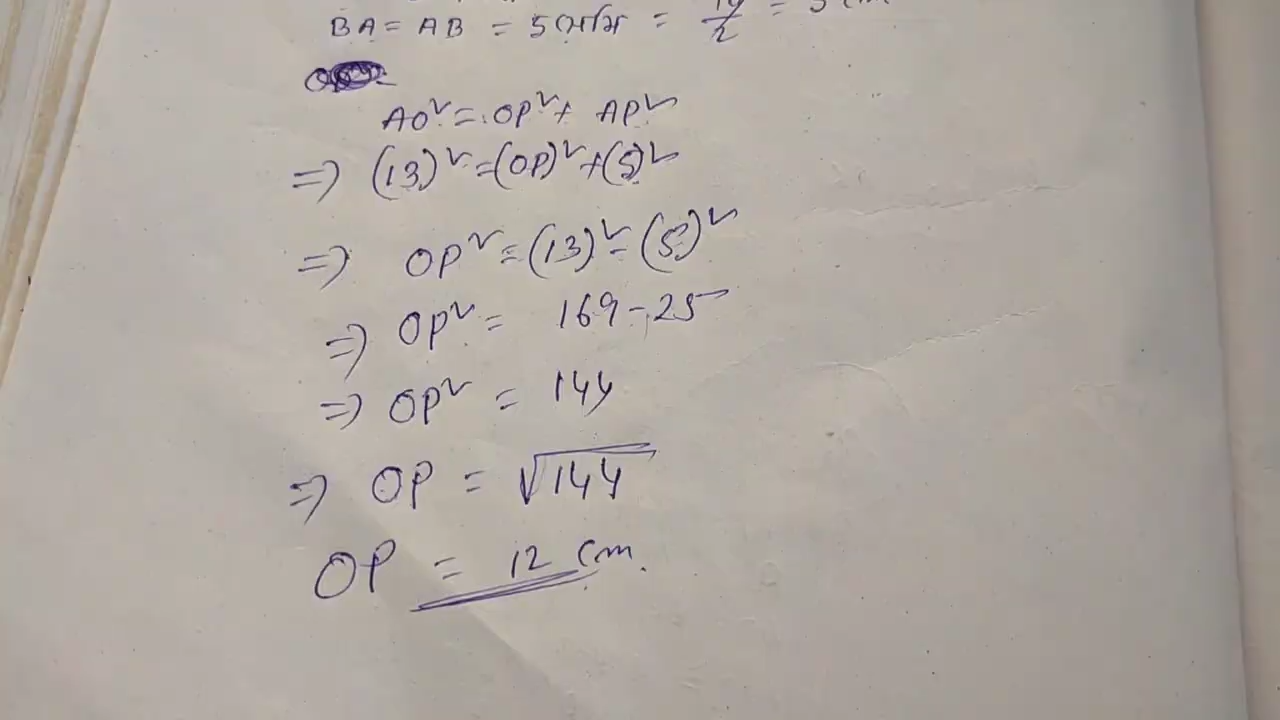 BA = AB = 5 সেমি = 10/2 = 5 cm
AO² = OP² + AP²
⇒ (13)² = (OP)² + (5)²
⇒ OP² = (13)² - (5)²
⇒ OP² = 169 - 25
⇒ OP² = 144
⇒ OP = √144
OP = 12 cm.